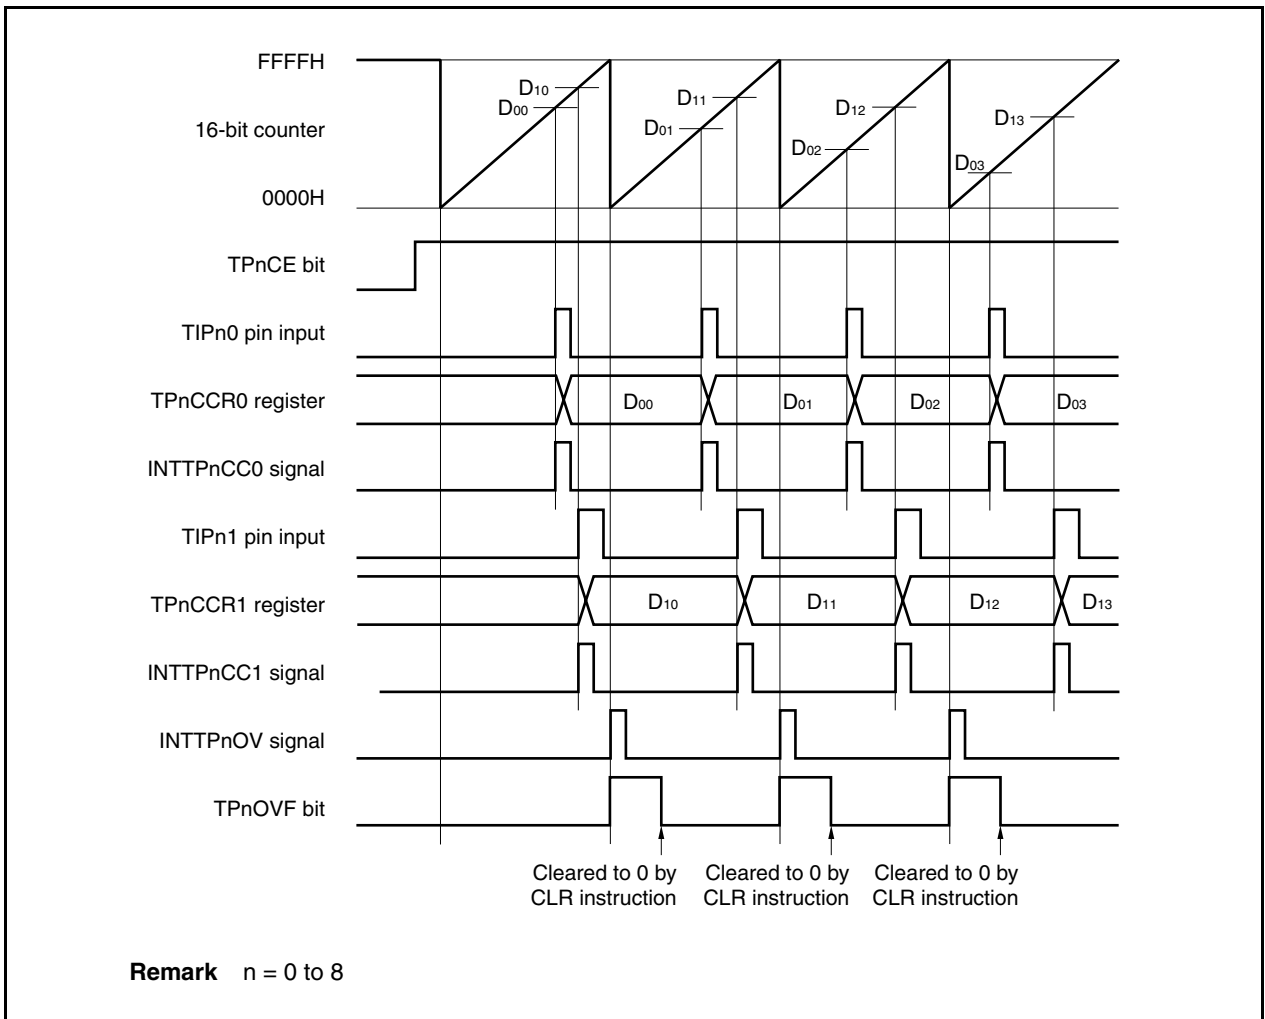 FFFFH
D10
D00
D11
D01
D12
D02
D13
D03
16-bit counter
0000H
TPnCE bit
TIPn0 pin input
TPnCCR0 register
D00
D01
D02
D03
INTTPnCC0 signal
TIPn1 pin input
TPnCCR1 register
D10
D11
D12
D13
INTTPnCC1 signal
INTTPnOV signal
TPnOVF bit
Cleared to 0 by
CLR instruction
Cleared to 0 by
CLR instruction
Cleared to 0 by
CLR instruction
Remark n = 0 to 8